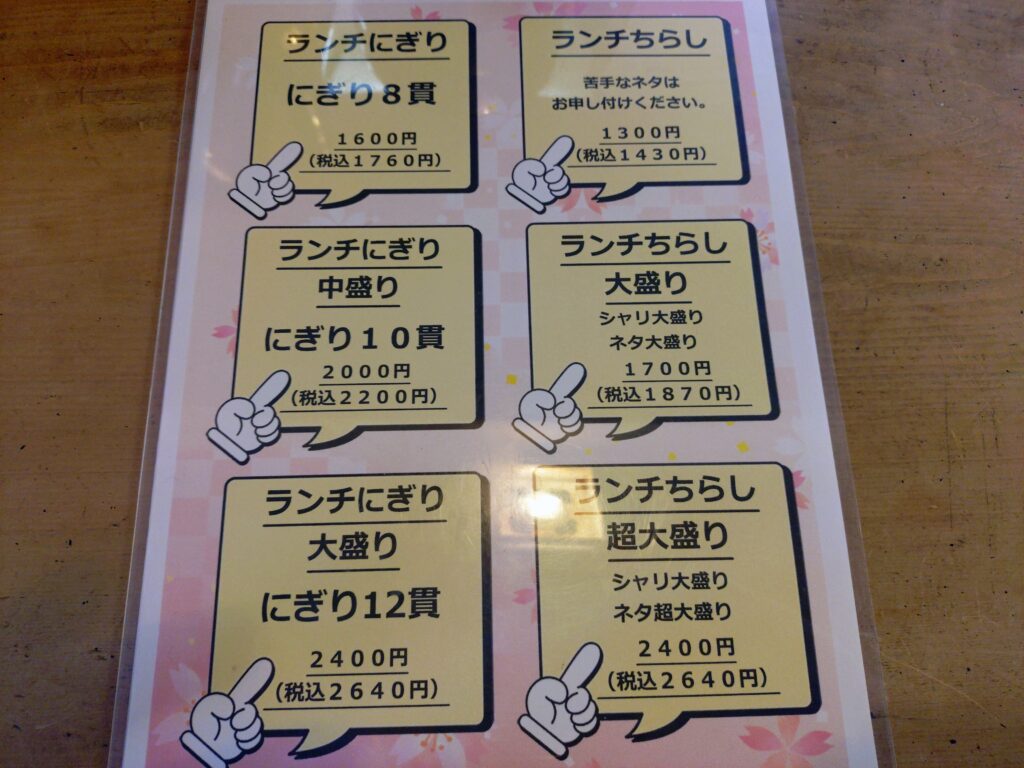 ランチにぎり
にぎり８貫
１６００円
（税込１７６０円）
ランチちらし
苦手なネタは
お申し付けください。
１３００円
（税込１４３０円）
ランチにぎり
中盛り
にぎり１０貫
２０００円
（税込２２００円）
ランチちらし
大盛り
シャリ大盛り
ネタ大盛り
１７００円
（税込１８７０円）
ランチにぎり
大盛り
にぎり12貫
２４００円
（税込２６４０円）
ランチちらし
超大盛り
シャリ大盛り
ネタ超大盛り
２４００円
（税込２６４０円）